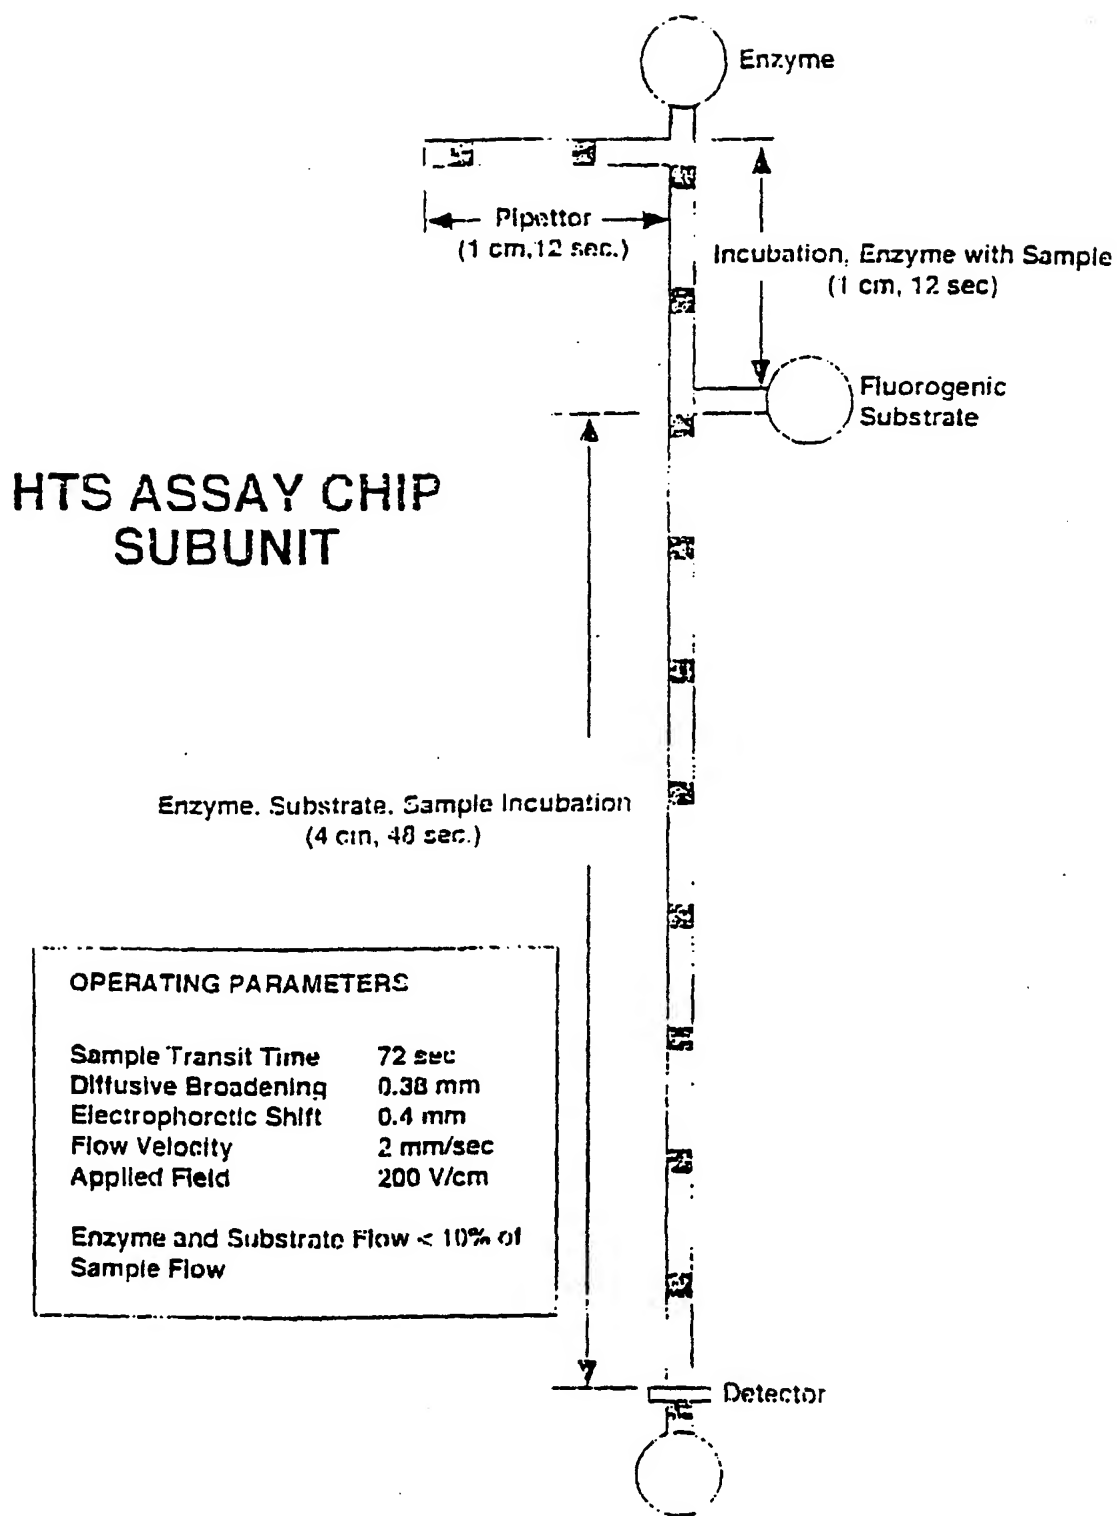 Enzyme
Pipettor
(1 cm,12 sec.)
Incubation, Enzyme with Sample
(1 cm, 12 sec)
Fluorogenic
Substrate
HTS ASSAY CHIP
SUBUNIT
Enzyme. Substrate. Sample Incubation
(4 cm, 48 sec.)
OPERATING PARAMETERS
Sample Transit Time 72 sec
Diffusive Broadening 0.38 mm
Electrophoretic Shift 0.4 mm
Flow Velocity 2 mm/sec
Applied Field 200 V/cm
Enzyme and Substrate Flow < 10% of
Sample Flow
Detector